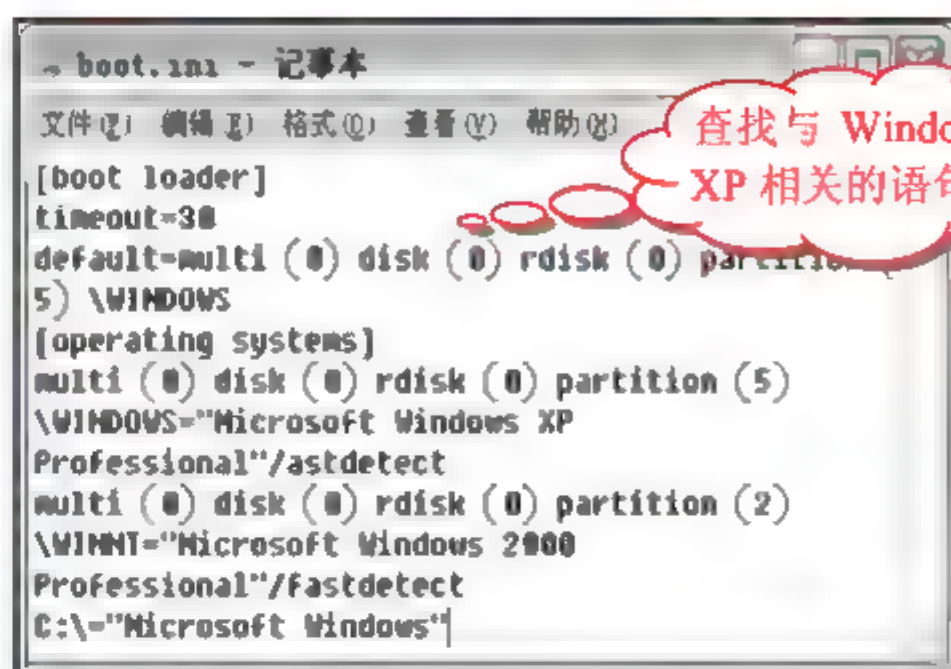 boot.ini - 记事本
文件(F) 编辑(E) 格式(O) 查看(V) 帮助(H)
查找与 Windo
XP 相关的语句
[boot loader]
timeout=30
default=multi (0) disk (0) rdisk (0) partition (
5) \WINDOWS
[operating systems]
multi (0) disk (0) rdisk (0) partition (5)
\WINDOWS="Microsoft Windows XP
Professional"/astdetect
multi (0) disk (0) rdisk (0) partition (2)
\WINNT="Microsoft Windows 2000
Professional"/fastdetect
C:\="Microsoft Windows"